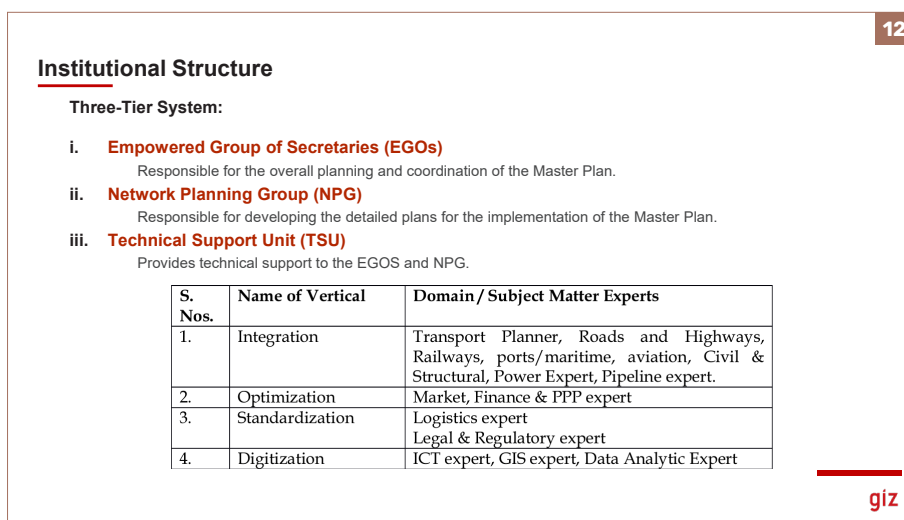 12
Institutional Structure
Three-Tier System:
i. Empowered Group of Secretaries (EGOs)
Responsible for the overall planning and coordination of the Master Plan.
ii. Network Planning Group (NPG)
Responsible for developing the detailed plans for the implementation of the Master Plan.
iii. Technical Support Unit (TSU)
Provides technical support to the EGOS and NPG.
S. Name of Vertical Domain / Subject Matter Experts
Nos.
1. Integration Transport Planner, Roads and Highways,
Railways, ports/maritime, aviation, Civil &
Structural, Power Expert, Pipeline expert.
2. Optimization Market, Finance & PPP expert
3. Standardization Logistics expert
Legal & Regulatory expert
4. Digitization ICT expert, GIS expert, Data Analytic Expert
giz